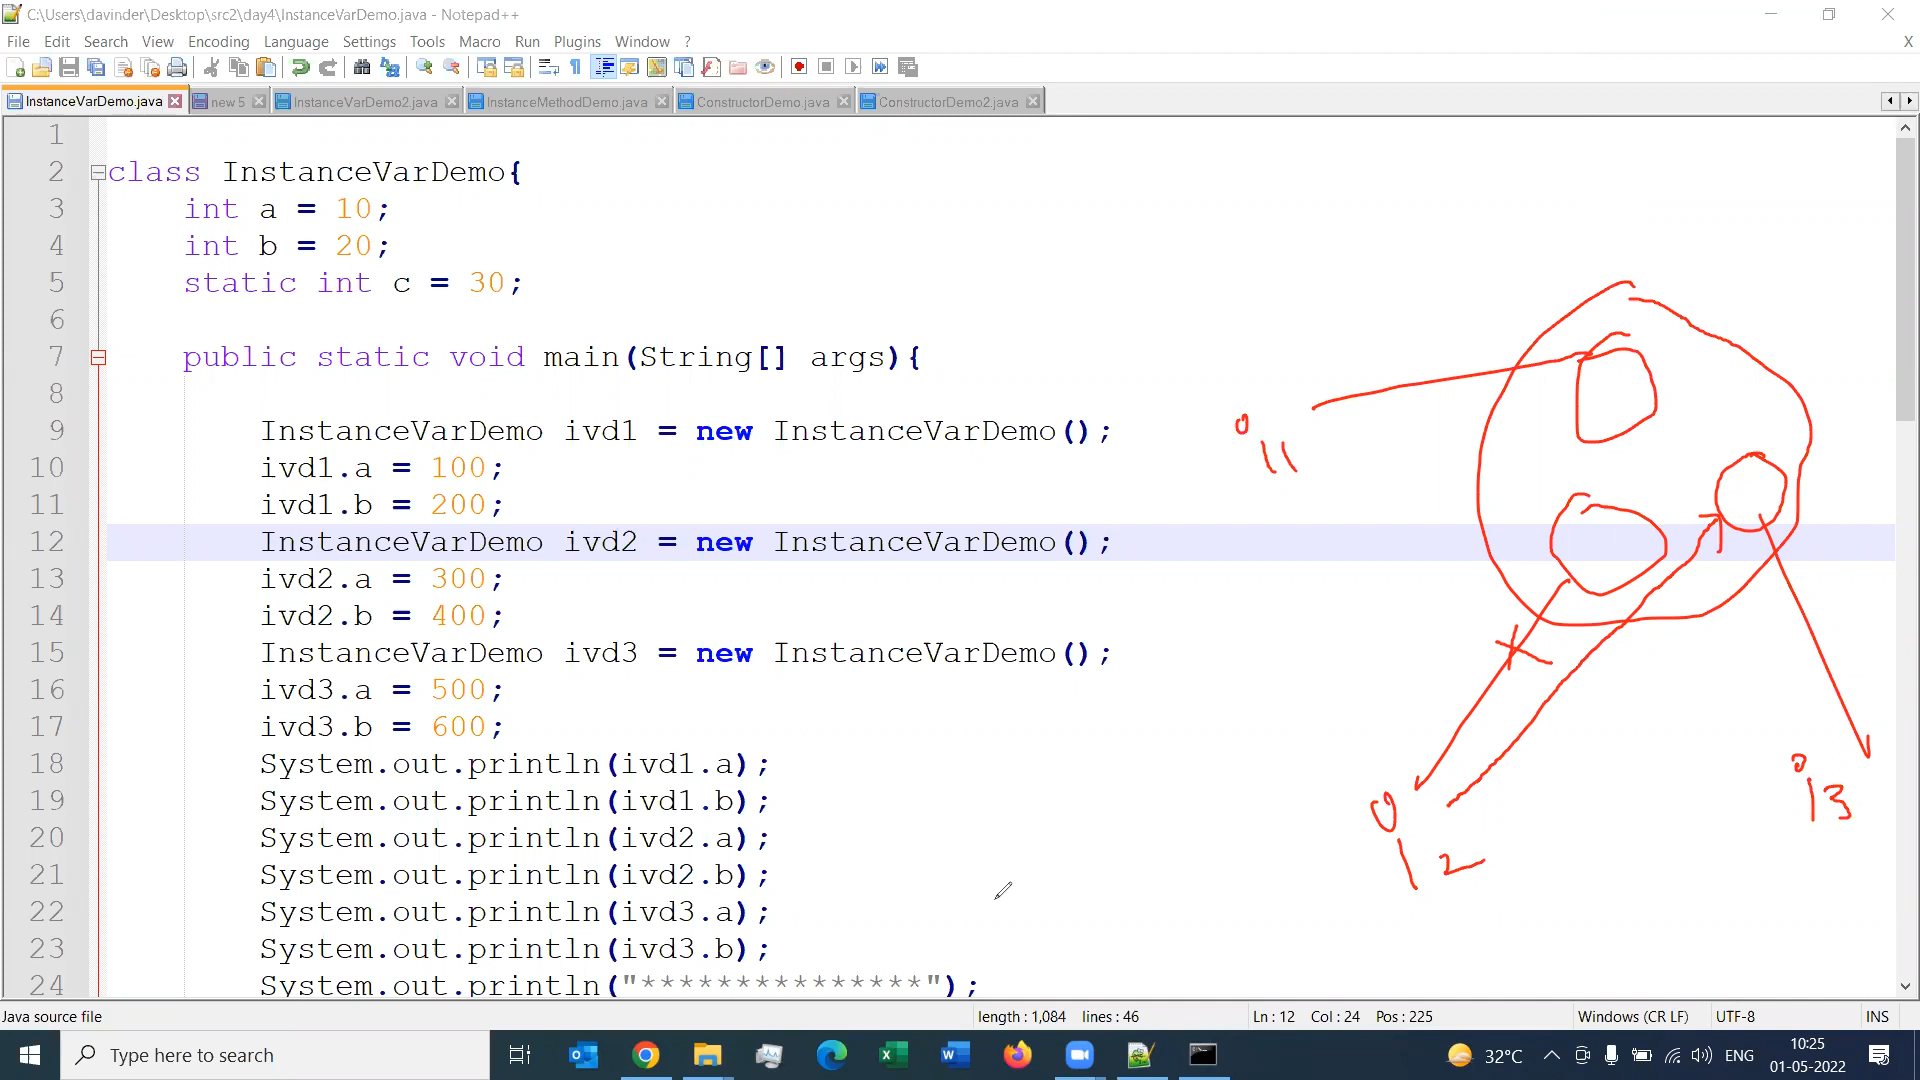 C:\Users\davinder\Desktop\src2\day4\InstanceVarDemo.java - Notepad++
File Edit Search View Encoding Language Settings Tools Macro Run Plugins Window ? X
InstanceVarDemo.java new 5 InstanceVarDemo2.java InstanceMethodDemo.java ConstructorDemo.java ConstructorDemo2.java
1
2 class InstanceVarDemo{
3 int a = 10;
4 int b = 20;
5 static int c = 30;
6
7 public static void main(String[] args){
8
9 InstanceVarDemo ivd1 = new InstanceVarDemo();
10 ivd1.a = 100;
11 ivd1.b = 200;
12 InstanceVarDemo ivd2 = new InstanceVarDemo();
13 ivd2.a = 300;
14 ivd2.b = 400;
15 InstanceVarDemo ivd3 = new InstanceVarDemo();
16 ivd3.a = 500;
17 ivd3.b = 600;
18 System.out.println(ivd1.a);
19 System.out.println(ivd1.b);
20 System.out.println(ivd2.a);
21 System.out.println(ivd2.b);
22 System.out.println(ivd3.a);
23 System.out.println(ivd3.b);
24 System.out.println("***************");
i1
i2
i3
Java source file length : 1,084 lines : 46 Ln : 12 Col : 24 Pos : 225 Windows (CR LF) UTF-8 INS
Type here to search 32°C ENG 10:25
01-05-2022